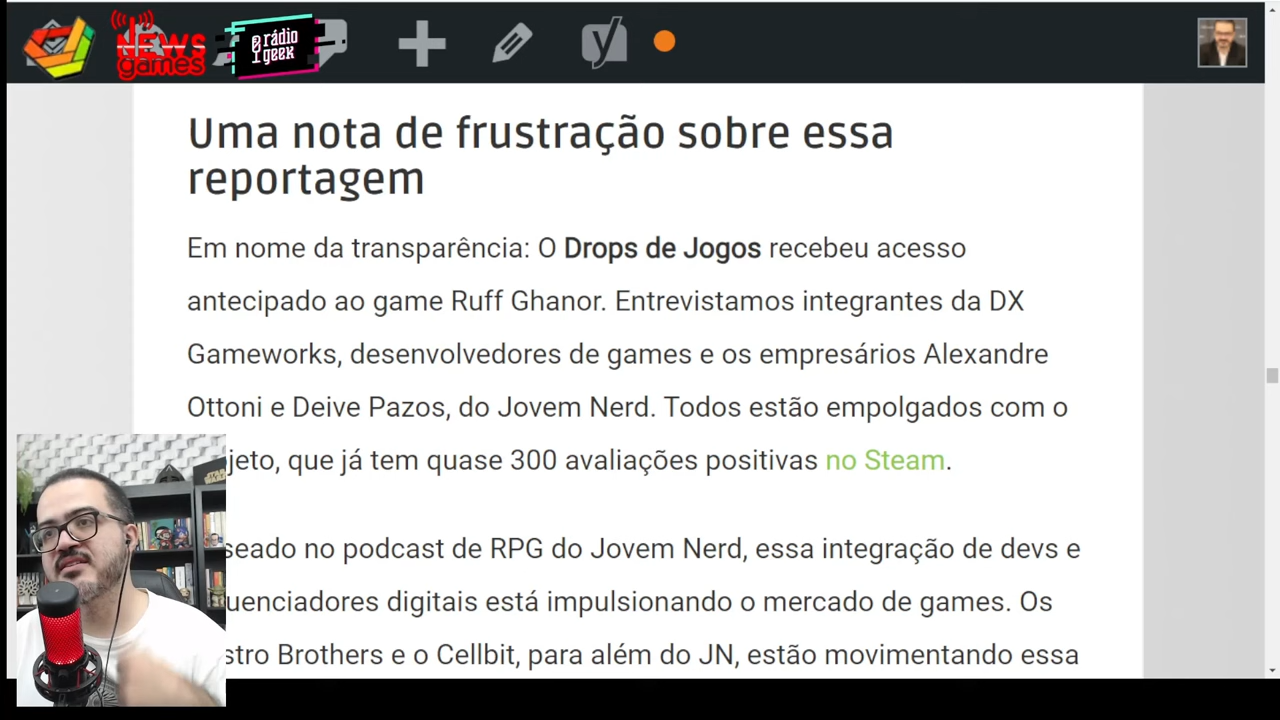 NEWS
games
rádio
geek
Uma nota de frustração sobre essa
reportagem
Em nome da transparência: O Drops de Jogos recebeu acesso
antecipado ao game Ruff Ghanor. Entrevistamos integrantes da DX
Gameworks, desenvolvedores de games e os empresários Alexandre
Ottoni e Deive Pazos, do Jovem Nerd. Todos estão empolgados com o
jeto, que já tem quase 300 avaliações positivas no Steam.
seado no podcast de RPG do Jovem Nerd, essa integração de devs e
uenciadores digitais está impulsionando o mercado de games. Os
stro Brothers e o Cellbit, para além do JN, estão movimentando essa